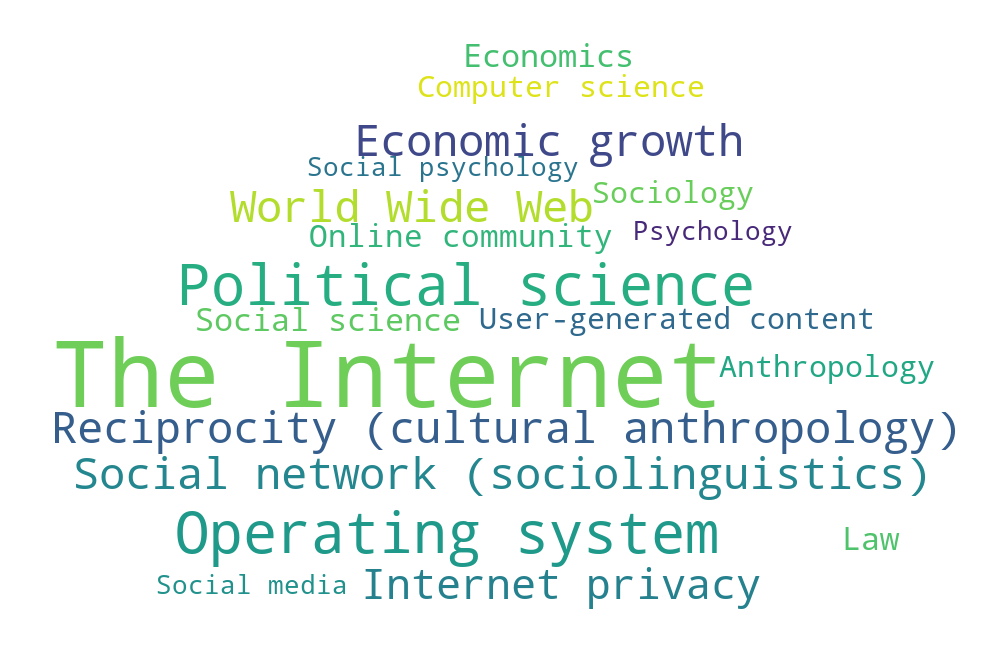 Economics
Computer science
Economic growth
Social psychology
Sociology
World Wide Web
Psychology
Online community
Political science
Social science
User-generated content
The Internet
Anthropology
Reciprocity (cultural anthropology)
Social network (sociolinguistics)
Operating system
Law
Social media
Internet privacy